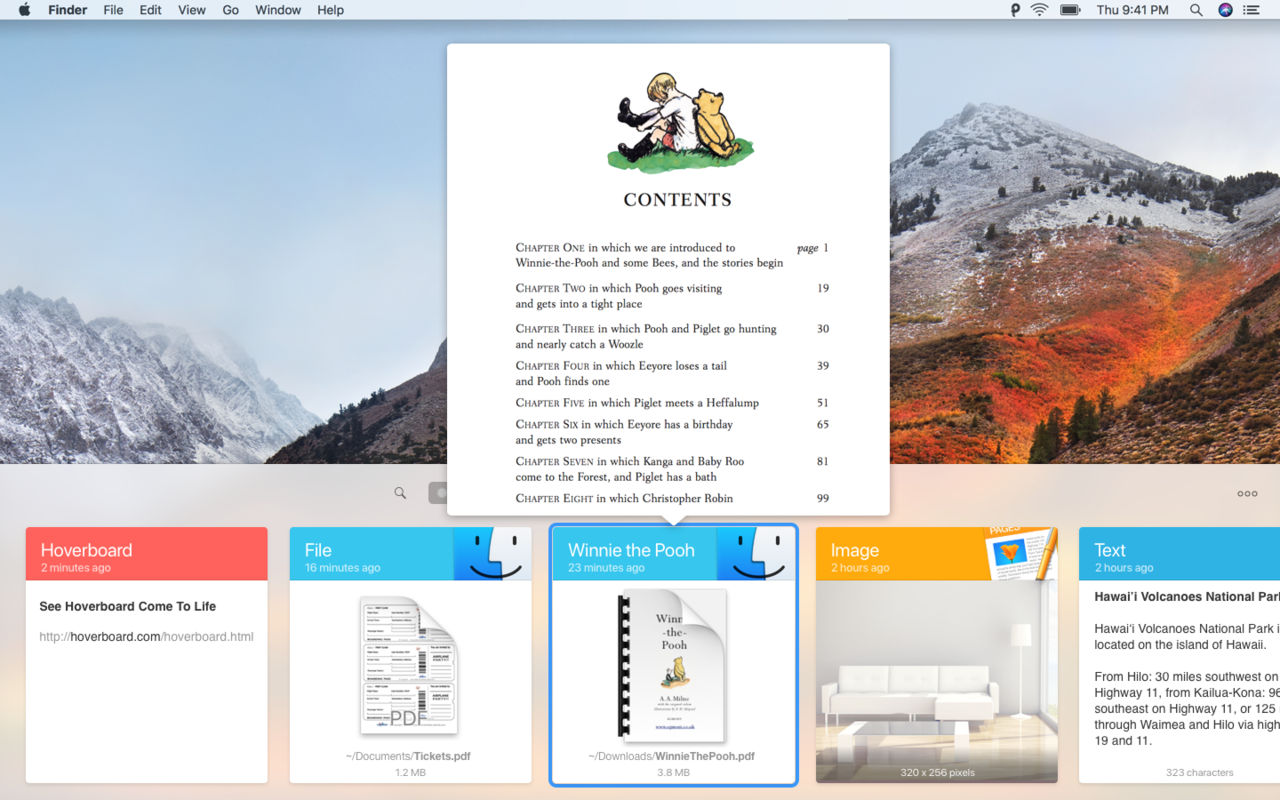 Finder File Edit View Go Window Help
Thu 9:41 PM
CONTENTS
CHAPTER ONE in which we are introduced to page 1
Winnie-the-Pooh and some Bees, and the stories begin
CHAPTER TWO in which Pooh goes visiting 19
and gets into a tight place
CHAPTER THREE in which Pooh and Piglet go hunting 30
and nearly catch a Woozle
CHAPTER FOUR in which Eeyore loses a tail 39
and Pooh finds one
CHAPTER FIVE in which Piglet meets a Heffalump 51
CHAPTER SIX in which Eeyore has a birthday 65
and gets two presents
CHAPTER SEVEN in which Kanga and Baby Roo 81
come to the Forest, and Piglet has a bath
CHAPTER EIGHT in which Christopher Robin 99
Hoverboard
2 minutes ago
See Hoverboard Come To Life
http://hoverboard.com/hoverboard.html
File
16 minutes ago
PDF
~/Documents/Tickets.pdf
1.2 MB
Winnie the Pooh
23 minutes ago
Winn
-the-
Pooh
A. A. Milne
~/Downloads/WinnieThePooh.pdf
3.8 MB
Image
2 hours ago
PAGES
320 x 256 pixels
Text
2 hours ago
Hawai'i Volcanoes National Par
Hawai'i Volcanoes National Park i
located on the island of Hawaii.
From Hilo: 30 miles southwest on
Highway 11, from Kailua-Kona: 96
southeast on Highway 11, or 125
through Waimea and Hilo via high
19 and 11.
323 characters